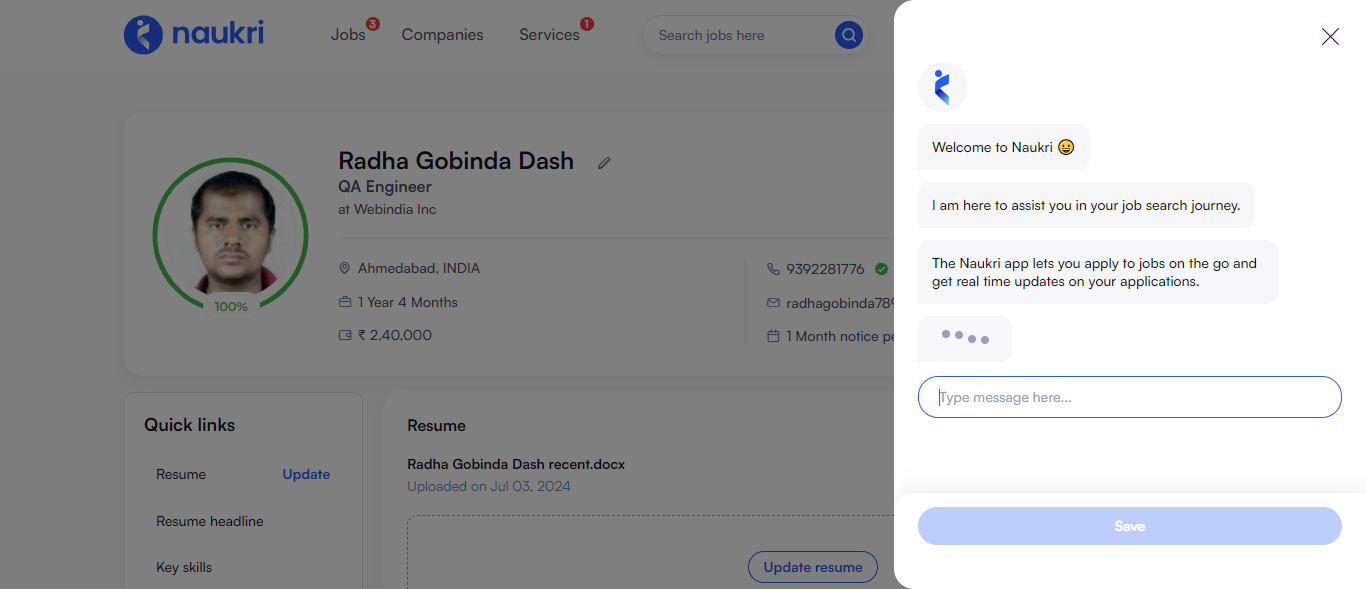 naukri
Jobs 3
Companies
Services 1
Search jobs here
Radha Gobinda Dash
QA Engineer
at Webindia Inc
Ahmedabad, INDIA
1 Year 4 Months
₹ 2,40,000
9392281776
radhagobinda789
1 Month notice pe
100%
Quick links
Resume Update
Resume headline
Key skills
Resume
Radha Gobinda Dash recent.docx
Uploaded on Jul 03, 2024
Update resume
Welcome to Naukri 😀
I am here to assist you in your job search journey.
The Naukri app lets you apply to jobs on the go and
get real time updates on your applications.
Type message here...
Save